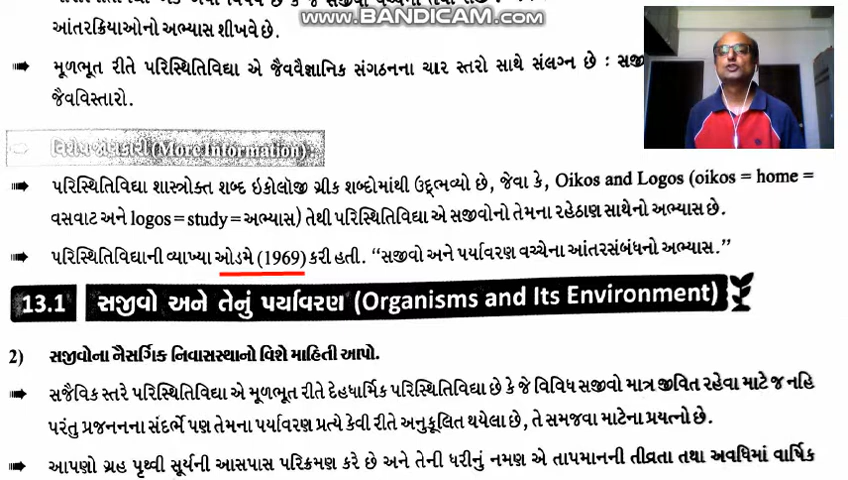 www.BANDICAM.com
આંતરક્રિયાઓનો અભ્યાસ શીખવે છે.
મૂળભૂત રીતે પરિસ્થિતિવિદ્યા એ જૈવવૈજ્ઞાનિક સંગઠનના ચાર સ્તરો સાથે સંલગ્ન છે :
જૈવવિસ્તારો.
વિશેષ જાણકારી (More Information)
પરિસ્થિતિવિદ્યા શાસ્ત્રોક્ત શબ્દ ઇકોલૉજી ગ્રીક શબ્દોમાંથી ઉદ્દભવ્યો છે, જેવા કે, Oikos and Logos (oikos = home =
વસવાટ અને logos = study = અભ્યાસ) તેથી પરિસ્થિતિવિદ્યા એ સજીવોનો તેમના રહેઠાણ સાથેનો અભ્યાસ છે.
પરિસ્થિતિવિદ્યાની વ્યાખ્યા ઓડમે (1969) કરી હતી. “સજીવો અને પર્યાવરણ વચ્ચેના આંતરસંબંધનો અભ્યાસ.”
13.1 સજીવો અને તેનું પર્યાવરણ (Organisms and Its Environment)
2) સજીવોના નૈસર્ગિક નિવાસસ્થાનો વિશે માહિતી આપો.
સજૈવિક સ્તરે પરિસ્થિતિવિદ્યા એ મૂળભૂત રીતે દેહધાર્મિક પરિસ્થિતિવિદ્યા છે કે જે વિવિધ સજીવો માત્ર જીવિત રહેવા માટે જ નહિ
પરંતુ પ્રજનનના સંદર્ભે પણ તેમના પર્યાવરણ પ્રત્યે કેવી રીતે અનુકૂલિત થયેલા છે, તે સમજવા માટેના પ્રયત્નો છે.
આપણો ગ્રહ પૃથ્વી સૂર્યની આસપાસ પરિક્રમણ કરે છે અને તેની ધરીનું નમણ એ તાપમાનની તીવ્રતા તથા અવધિમાં વાર્ષિક